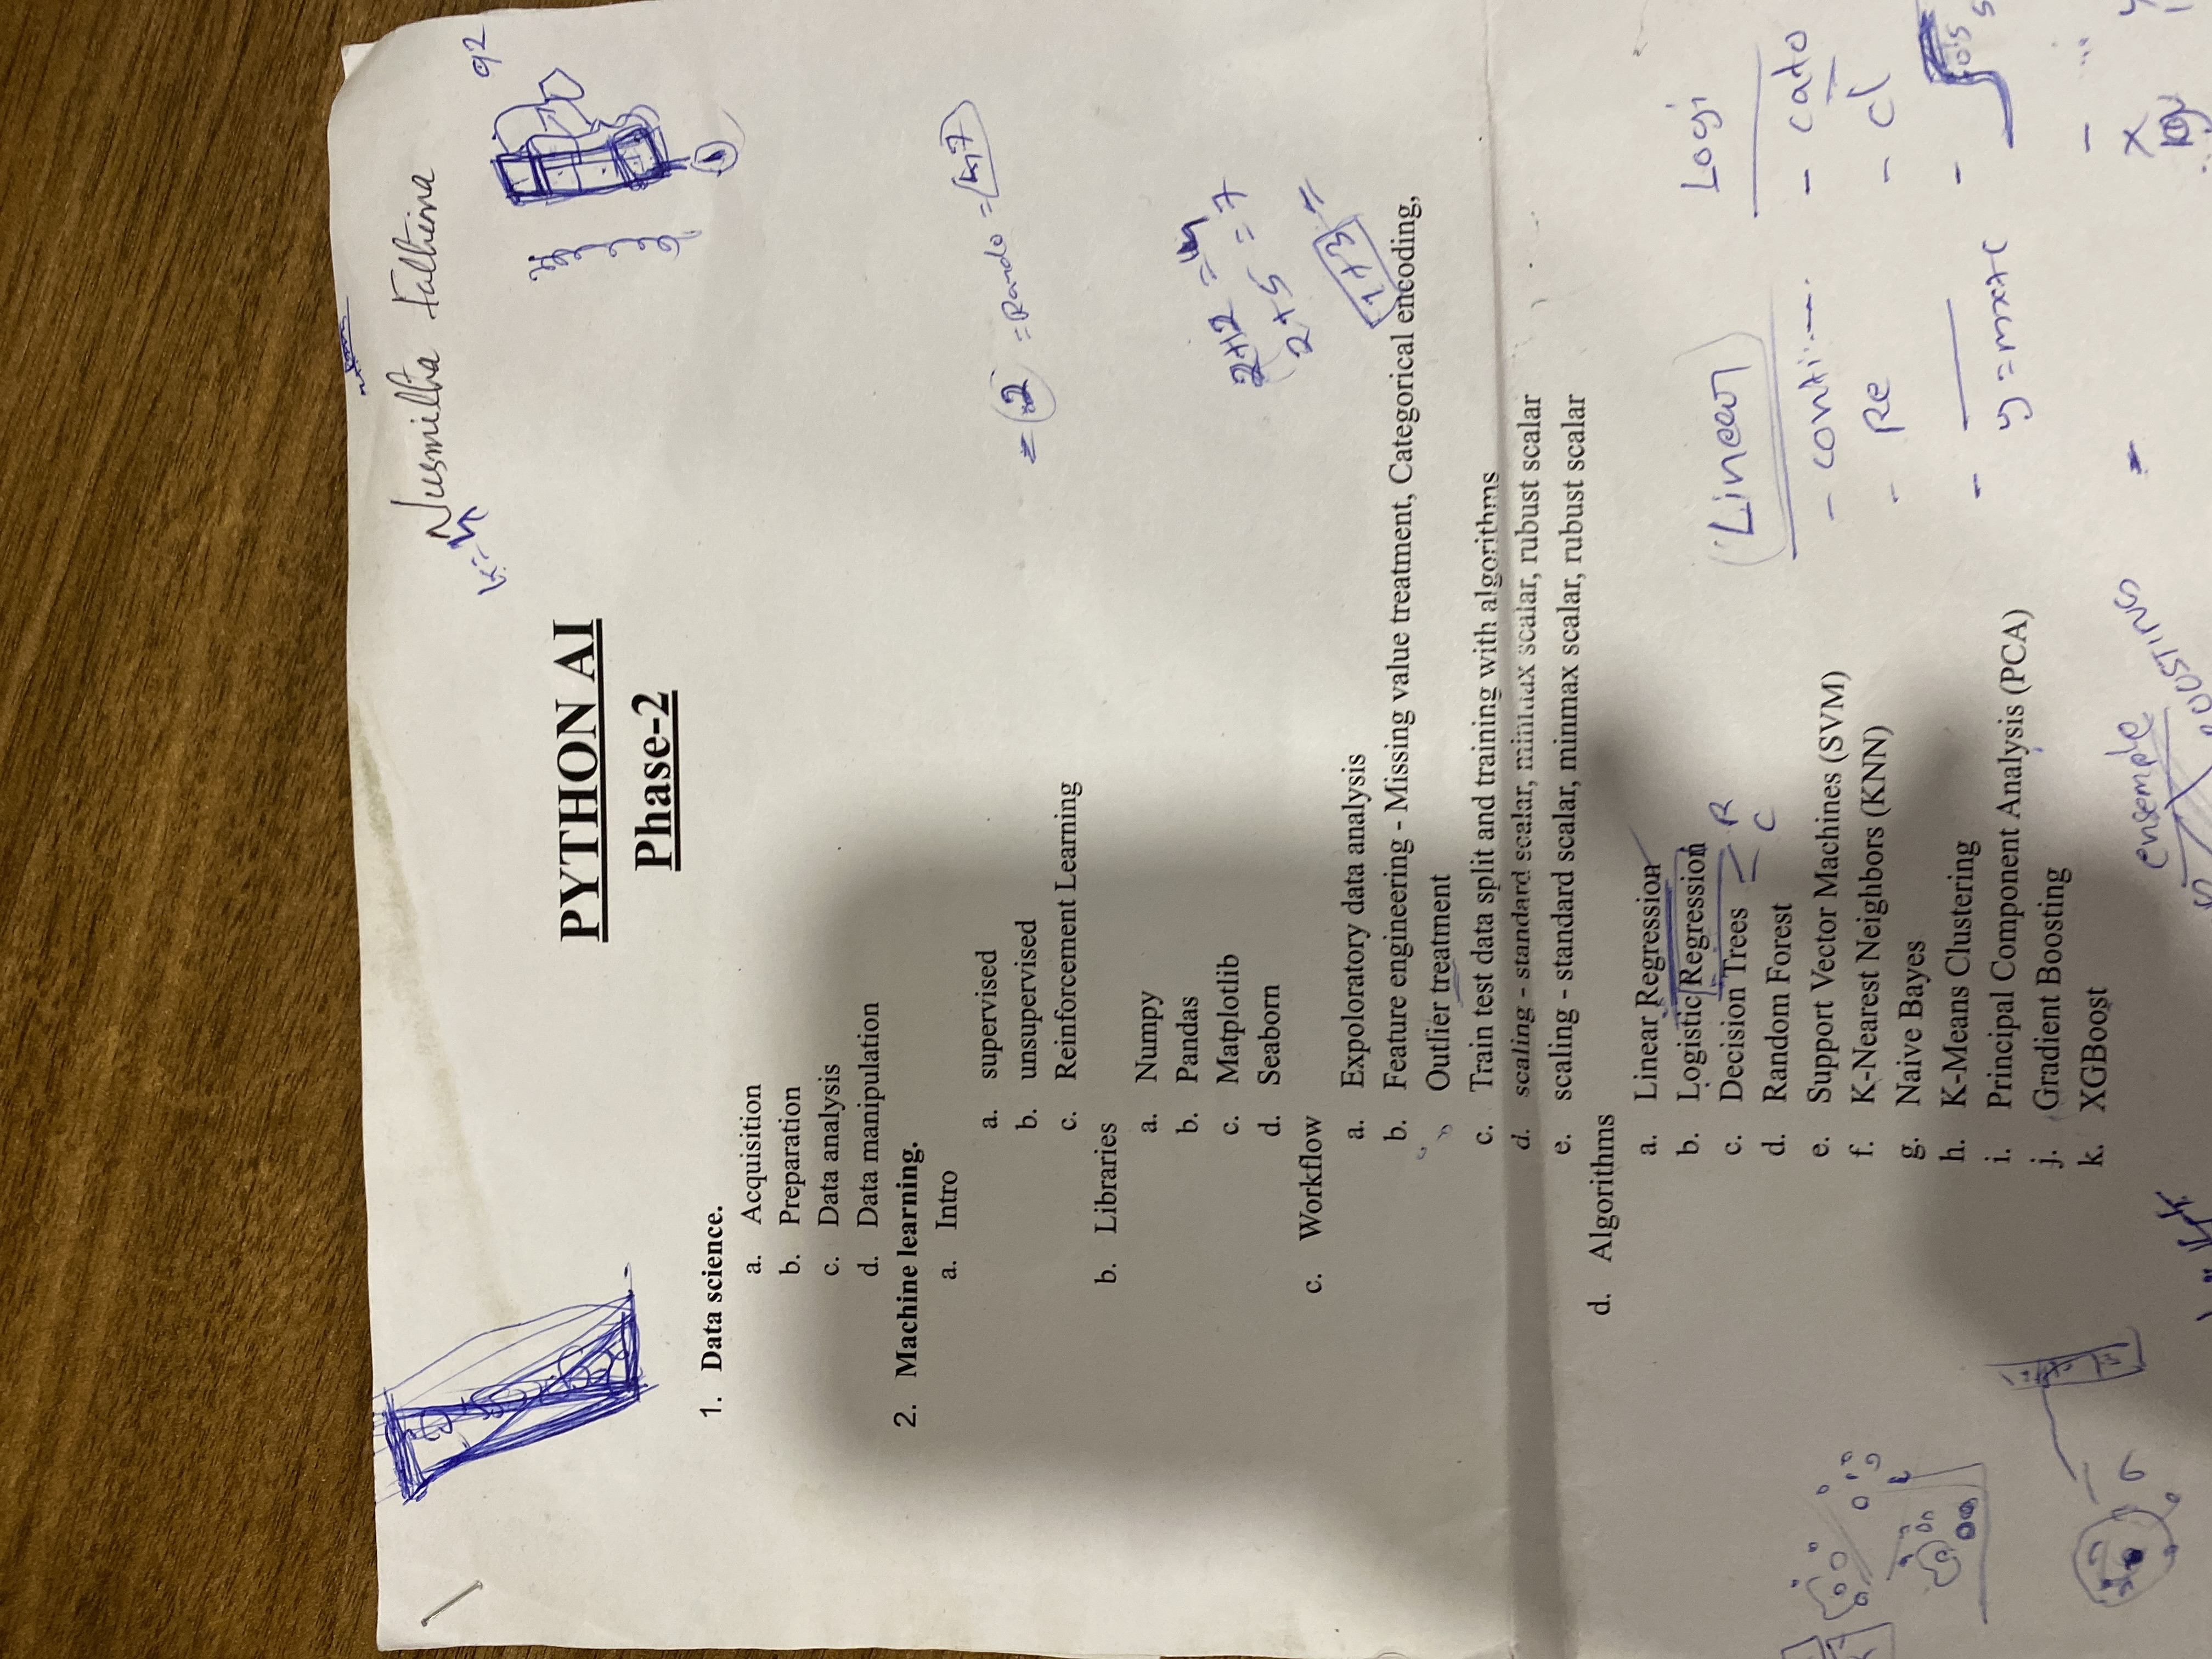 Nusmilha Fathima
k=4
92
PYTHON AI
Phase-2
1. Data science.
a. Acquisition
b. Preparation
c. Data analysis
d. Data manipulation
2. Machine learning.
a. Intro
a. supervised
b. unsupervised
c. Reinforcement Learning
= 2 = Rando = 4,7
b. Libraries
a. Numpy
b. Pandas
c. Matplotlib
d. Seaborn
2+2 = 4
2+5 = 7
1+3 =
c. Workflow
a. Expoloratory data analysis
b. Feature engineering - Missing value treatment, Categorical encoding,
Outlier treatment
c. Train test data split and training with algorithms
d. scaling - standard scalar, minmax scalar, rubust scalar
e. scaling - standard scalar, minmax scalar, rubust scalar
d. Algorithms
a. Linear Regression
b. Logistic Regression
c. Decision Trees
R
C
d. Random Forest
e. Support Vector Machines (SVM)
f. K-Nearest Neighbors (KNN)
g. Naive Bayes
h. K-Means Clustering
i. Principal Component Analysis (PCA)
j. Gradient Boosting
k. XGBoost
Linear
- conti
- Re
y = mx+c
Logi
- cato
- cl
0.5
x
ensemple
BOOSTINGS